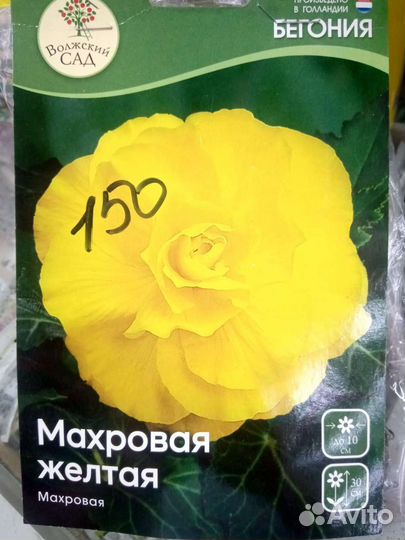 Волжский
САД
ПРОИЗВЕДЕНО
В ГОЛЛАНДИИ
БЕГОНИЯ
150
Махровая
желтая
Махровая
до 10
см
30
см
Avito